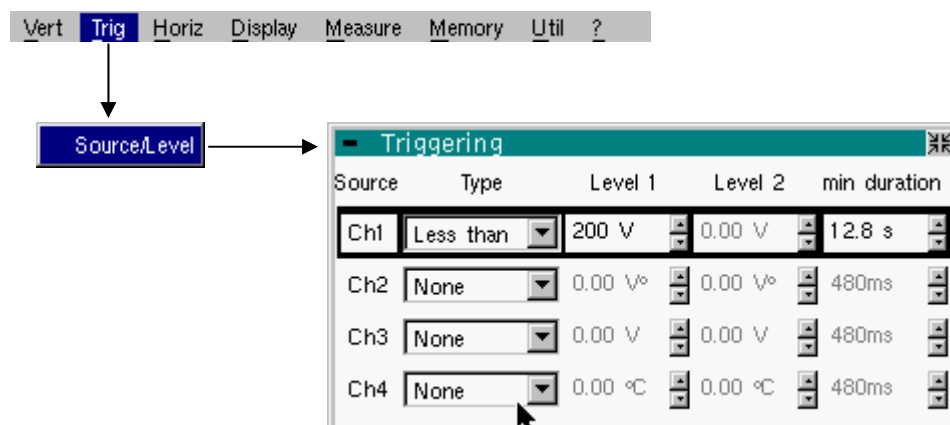 Vert Trig Horiz Display Measure Memory Util ?
Source/Level
Triggering
Source Type Level 1 Level 2 min duration
Ch1 Less than 200 V 0.00 V 12.8 s
Ch2 None 0.00 V° 0.00 V° 480ms
Ch3 None 0.00 V 0.00 V 480ms
Ch4 None 0.00 °C 0.00 °C 480ms